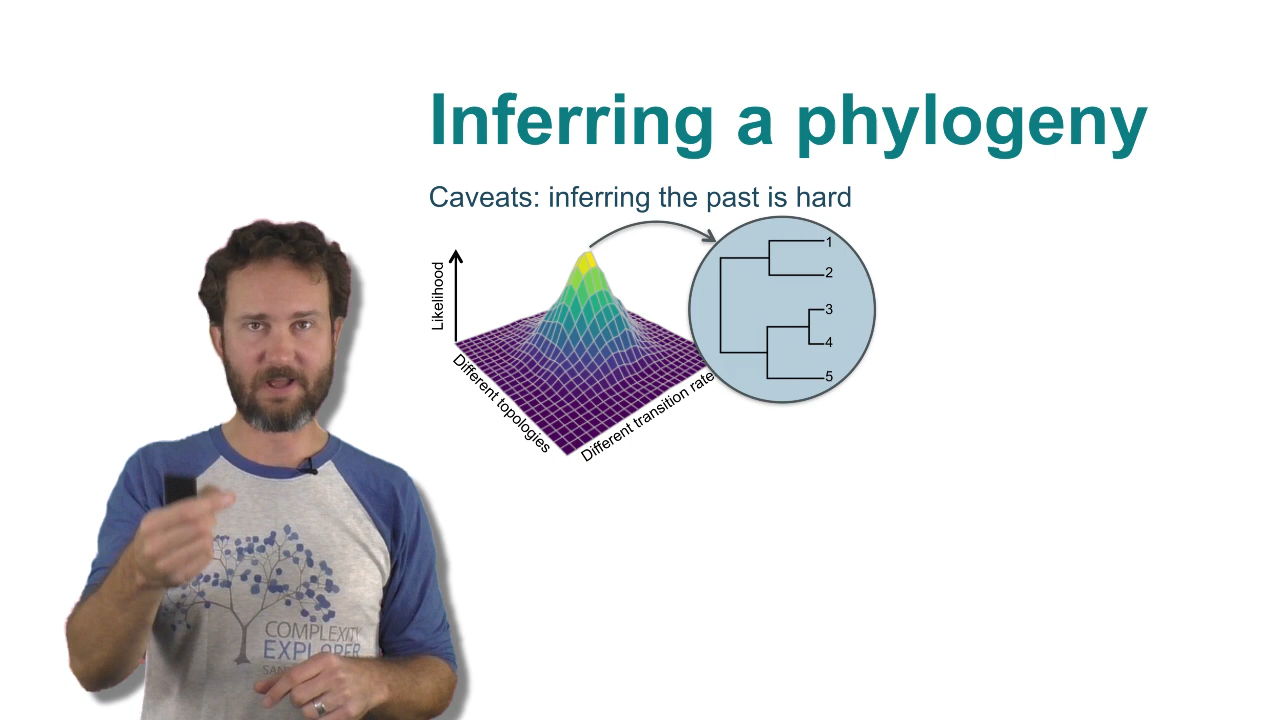 Inferring a phylogeny
Caveats: inferring the past is hard
Likelihood
Different topologies
Different transition rate
1
2
3
4
5
COMPLEXITY
EXPLORER